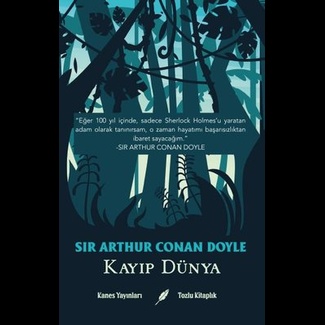 “Eğer 100 yıl içinde, sadece Sherlock Holmes’u yaratan
adam olarak tanınırsam, o zaman hayatımı başarısızlıktan
ibaret sayacağım.”
-SIR ARTHUR CONAN DOYLE
SIR ARTHUR CONAN DOYLE
KAYIP DÜNYA
Kanes Yayınları
Tozlu Kitaplık